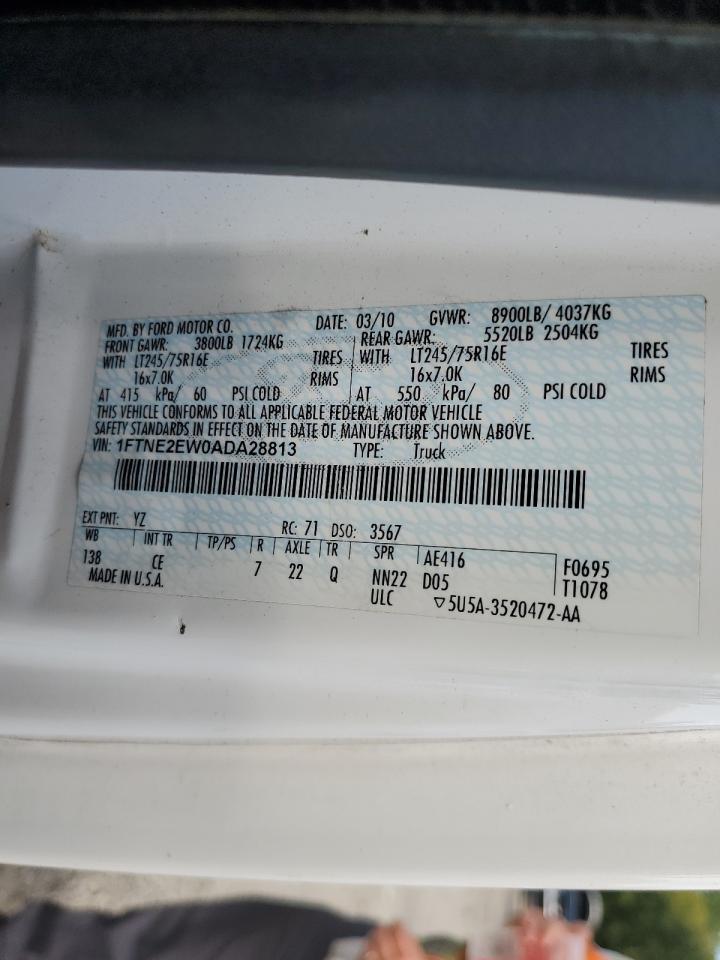 MFD. BY FORD MOTOR CO. DATE: 03/10 GVWR: 8900LB/ 4037KG
FRONT GAWR: 3800LB 1724KG REAR GAWR: 5520LB 2504KG
WITH LT245/75R16E TIRES WITH LT245/75R16E TIRES
16x7.0K RIMS 16x7.0K RIMS
AT 415 kPa/ 60 PSI COLD AT 550 kPa/ 80 PSI COLD
THIS VEHICLE CONFORMS TO ALL APPLICABLE FEDERAL MOTOR VEHICLE
SAFETY STANDARDS IN EFFECT ON THE DATE OF MANUFACTURE SHOWN ABOVE.
VIN: 1FTNE2EW0ADA28813 TYPE: Truck
EXT PNT: YZ RC: 71 DSO: 3567
WB INT TR TP/PS R AXLE TR SPR AE416 F0695
138 CE 7 22 Q NN22 D05 T1078
MADE IN U.S.A. ULC ▽5U5A-3520472-AA